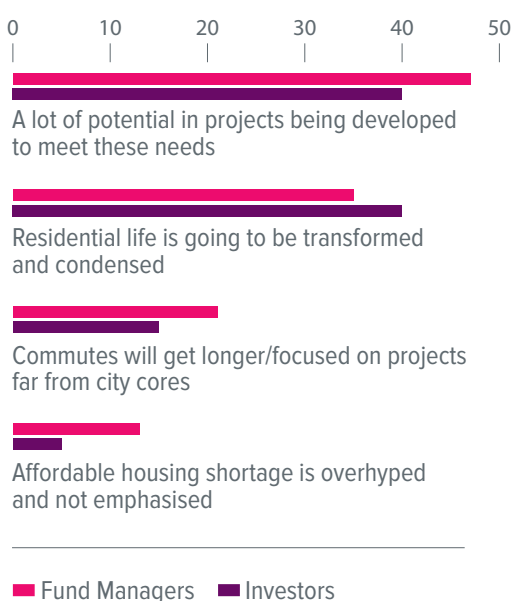 0 10 20 30 40 50
A lot of potential in projects being developed
to meet these needs
Residential life is going to be transformed
and condensed
Commutes will get longer/focused on projects
far from city cores
Affordable housing shortage is overhyped
and not emphasised
Fund Managers Investors